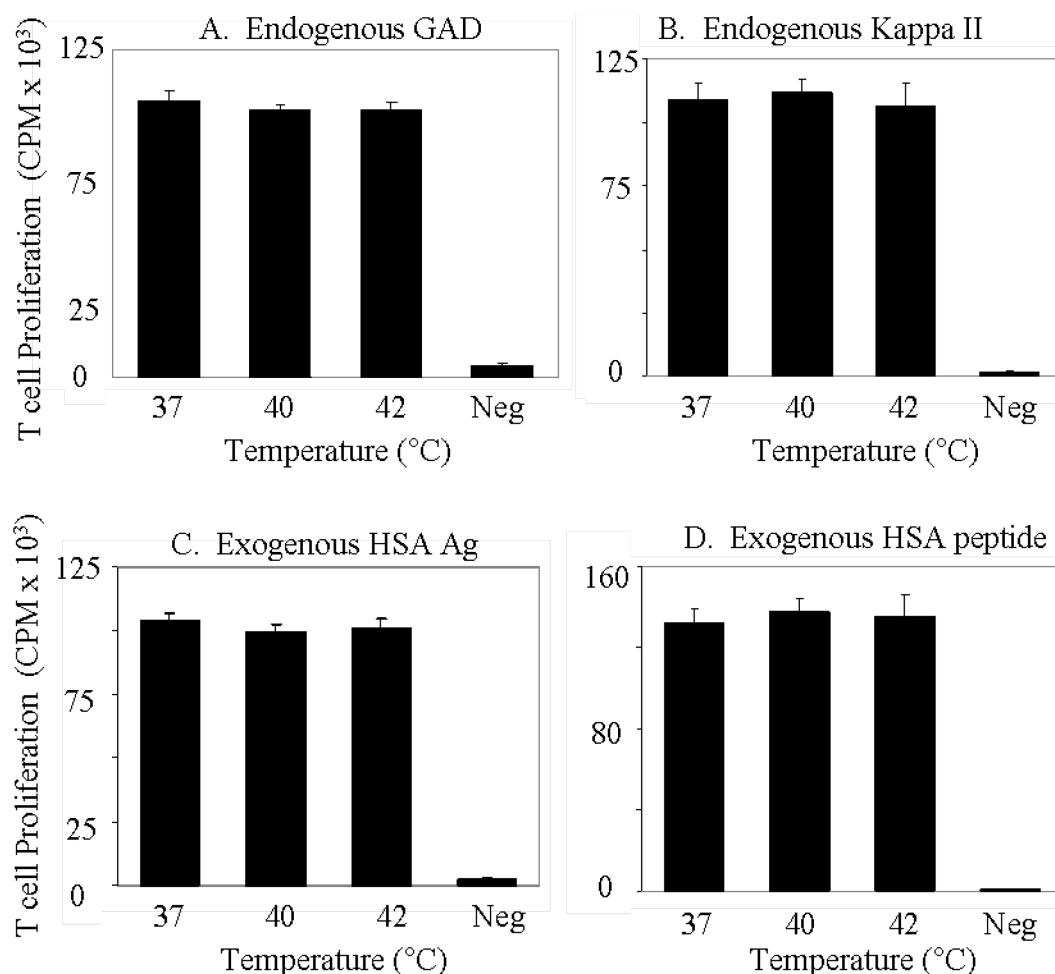 A. Endogenous GAD
T cell Proliferation (CPM x 10³)
125
75
25
0
37 40 42 Neg
Temperature (°C)
B. Endogenous Kappa II
125
75
0
37 40 42 Neg
Temperature (°C)
C. Exogenous HSA Ag
T cell Proliferation (CPM x 10³)
125
75
25
0
37 40 42 Neg
Temperature (°C)
D. Exogenous HSA peptide
160
80
0
37 40 42 Neg
Temperature (°C)